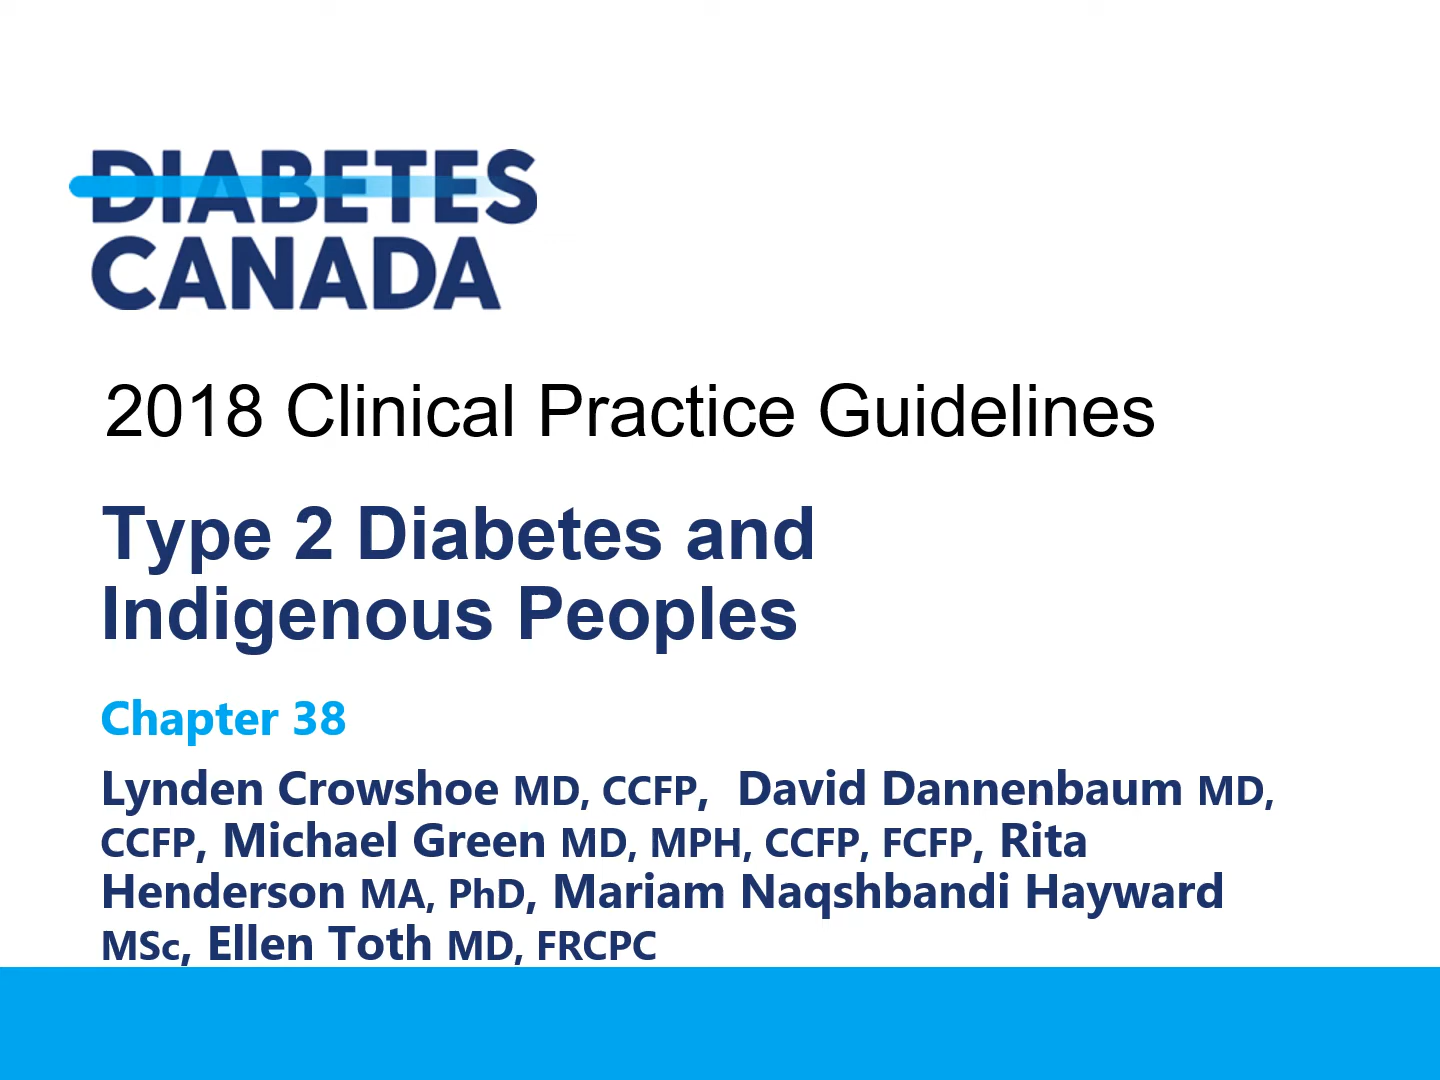 DIABETES
CANADA
2018 Clinical Practice Guidelines
Type 2 Diabetes and
Indigenous Peoples
Chapter 38
Lynden Crowshoe MD, CCFP, David Dannenbaum MD,
CCFP, Michael Green MD, MPH, CCFP, FCFP, Rita
Henderson MA, PhD, Mariam Naqshbandi Hayward
MSc, Ellen Toth MD, FRCPC